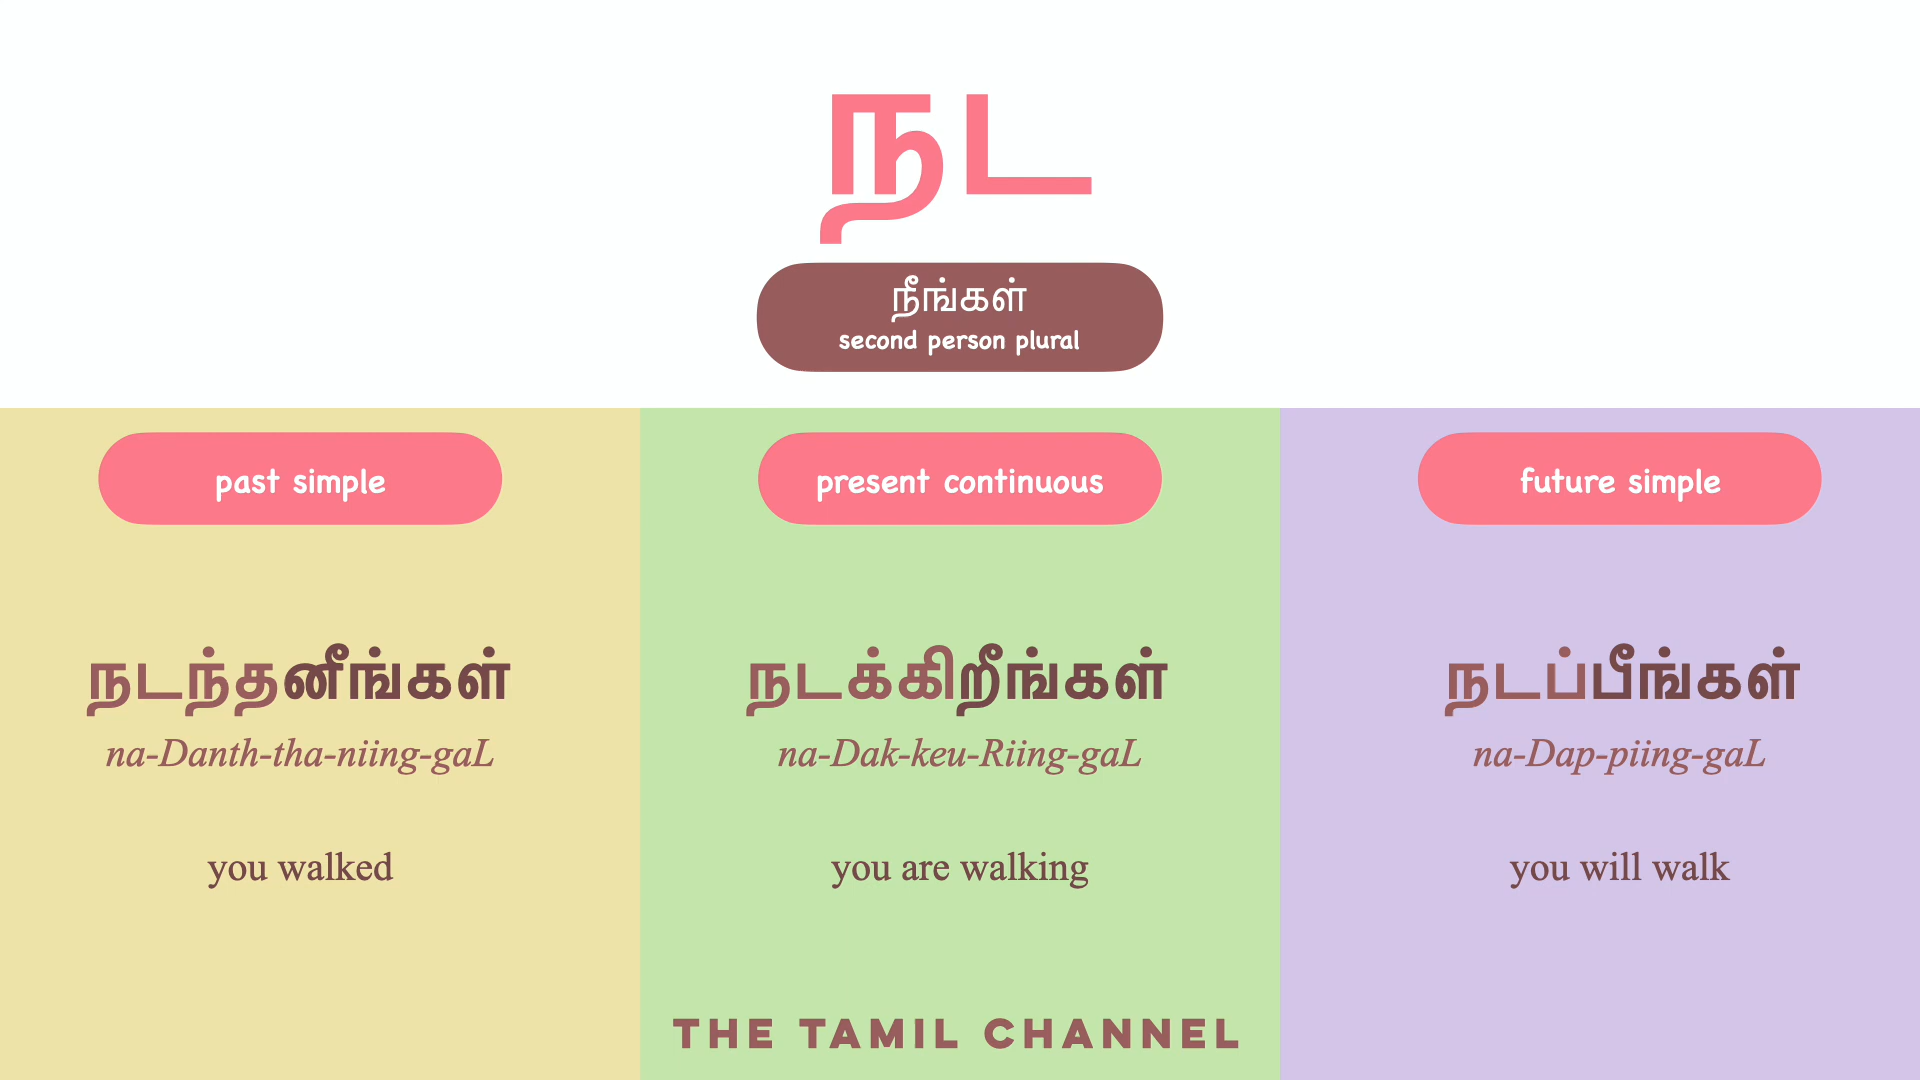 நட
நீங்கள்
second person plural
past simple
present continuous
future simple
நடந்தனீங்கள்
நடக்கிறீங்கள்
நடப்பீங்கள்
na-Danth-tha-niing-gaL
na-Dak-keu-Riing-gaL
na-Dap-piing-gaL
you walked
you are walking
you will walk
THE TAMIL CHANNEL